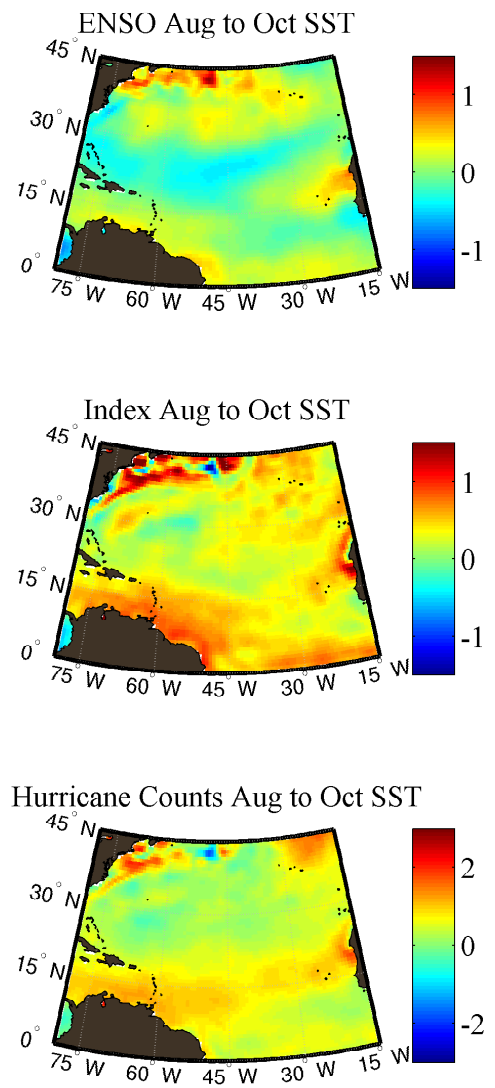 ENSO Aug to Oct SST
45° N
30° N
15° N
0°
75° W 60° W 45° W 30° W 15° W
1
0
-1
Index Aug to Oct SST
45° N
30° N
15° N
0°
75° W 60° W 45° W 30° W 15° W
1
0
-1
Hurricane Counts Aug to Oct SST
45° N
30° N
15° N
0°
75° W 60° W 45° W 30° W 15° W
2
0
-2